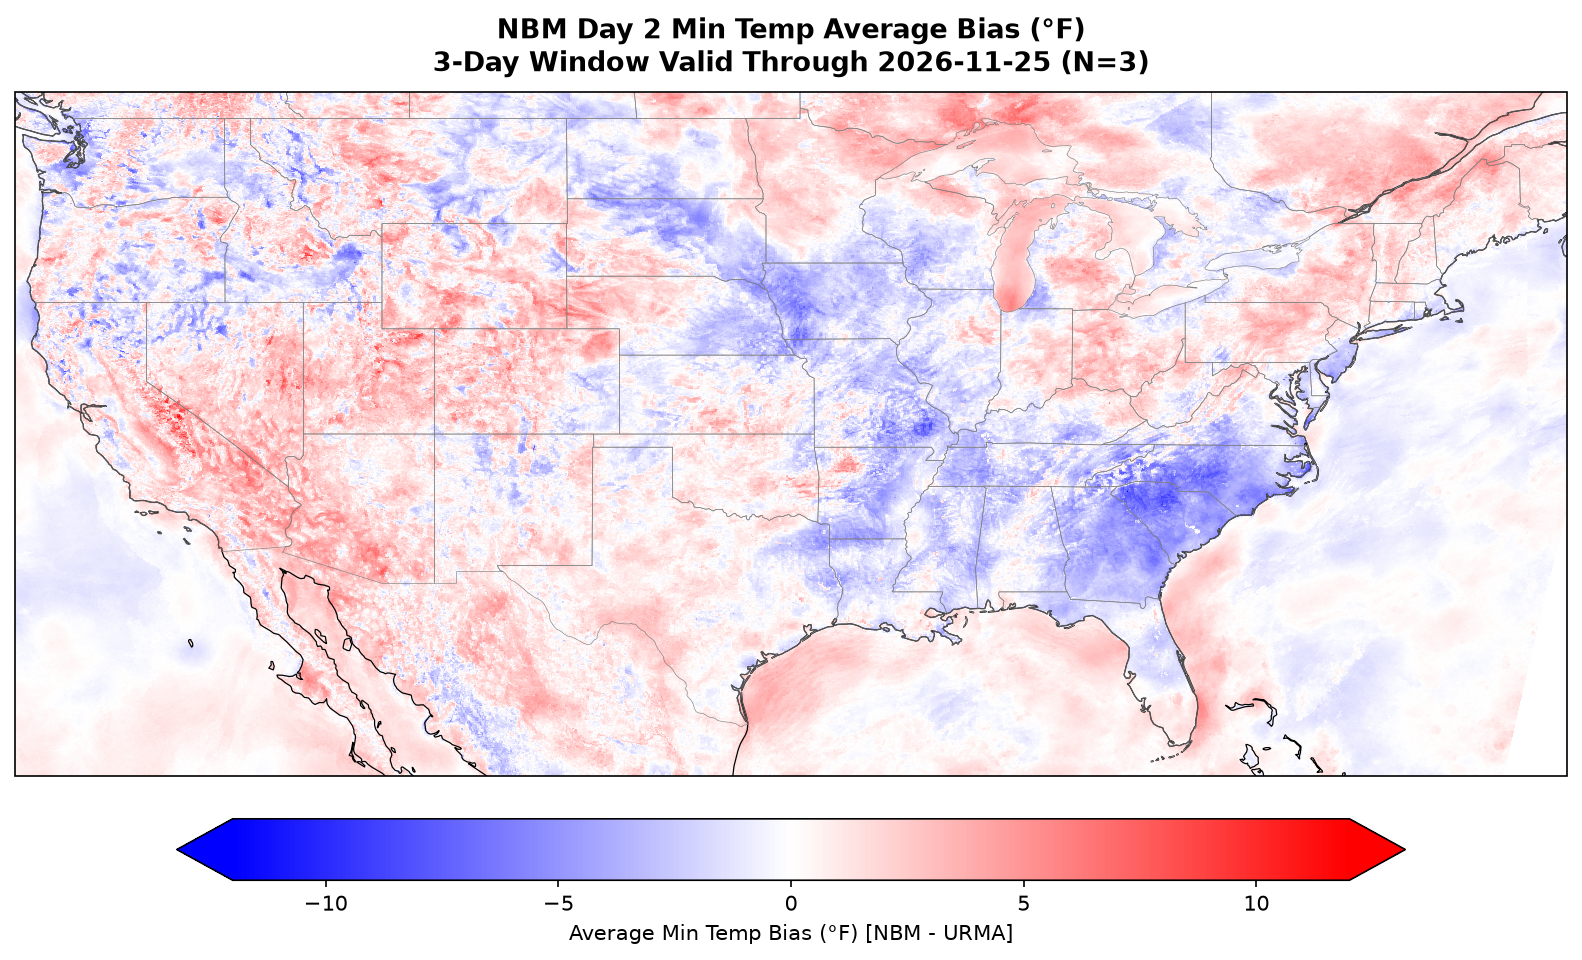 NBM Day 2 Min Temp Average Bias (°F)
3-Day Window Valid Through 2026-11-25 (N=3)
−10 −5 0 5 10
Average Min Temp Bias (°F) [NBM - URMA]